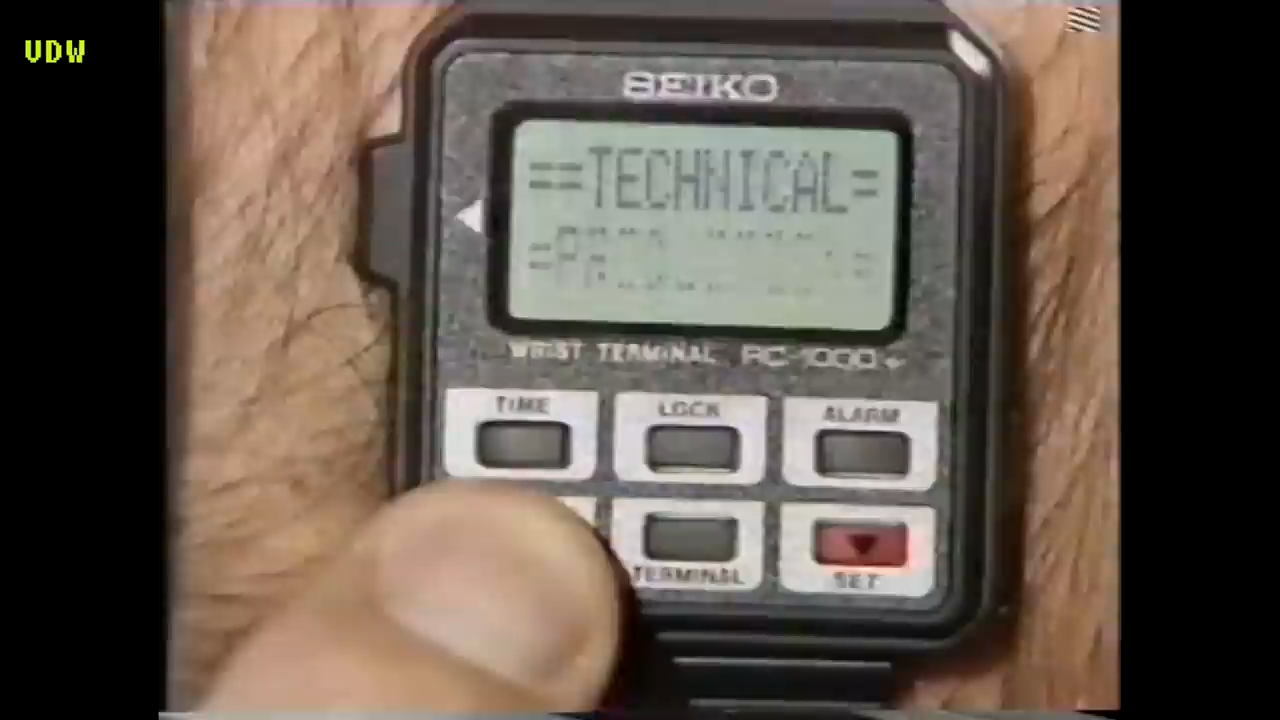 VDW
SEIKO
==TECHNICAL=
WRIST TERMINAL RC-1000
TIME
LOCK
ALARM
TERMINAL
SET